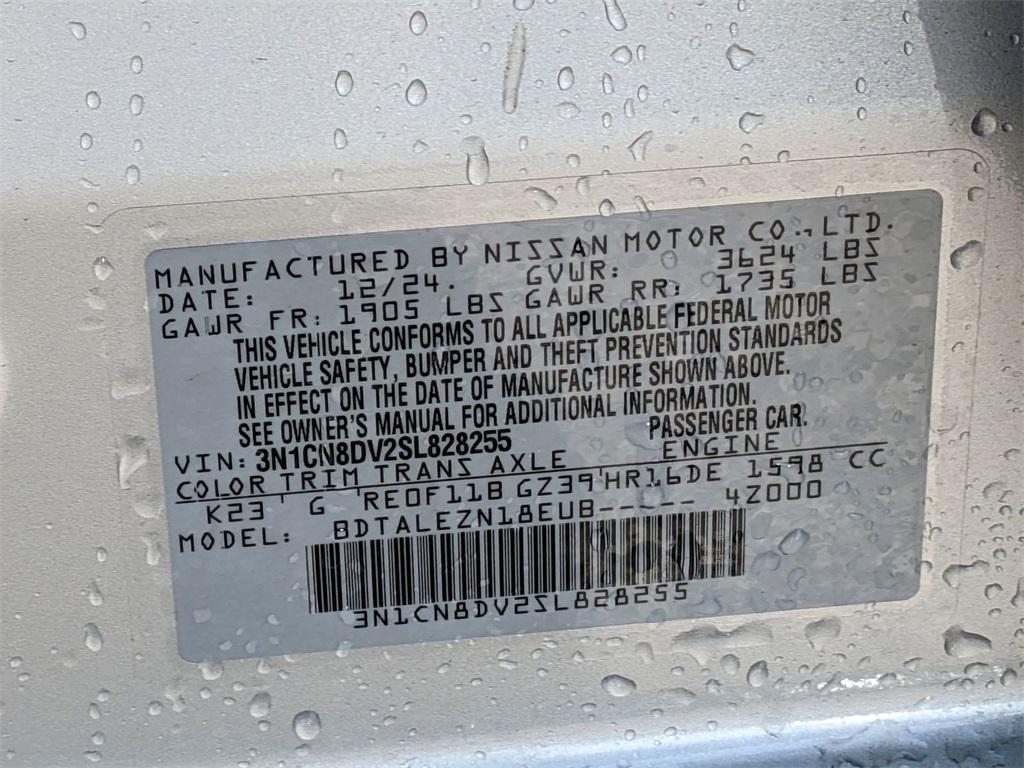 MANUFACTURED BY NISSAN MOTOR CO., LTD.
DATE: 12/24. GVWR: 3624 LBS
GAWR FR: 1905 LBS GAWR RR: 1735 LBS
THIS VEHICLE CONFORMS TO ALL APPLICABLE FEDERAL MOTOR
VEHICLE SAFETY, BUMPER AND THEFT PREVENTION STANDARDS
IN EFFECT ON THE DATE OF MANUFACTURE SHOWN ABOVE.
SEE OWNER'S MANUAL FOR ADDITIONAL INFORMATION.
VIN: 3N1CN8DV2SL828255 PASSENGER CAR.
COLOR TRIM TRANS AXLE ENGINE
K23 ' G RE0F11B GZ39 ' HR16DE 1598 CC
MODEL: BDTALEZN18EUB----- 4Z000
3N1CN8DV2SL828255